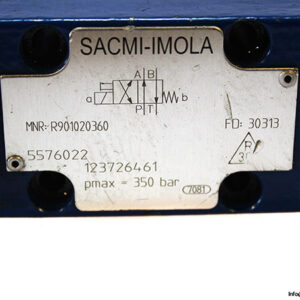 SACMI-IMOLA
A B
a b
P T
MNR: R901020360 FD: 30313
5576022
123726461
pmax = 350 bar
7081